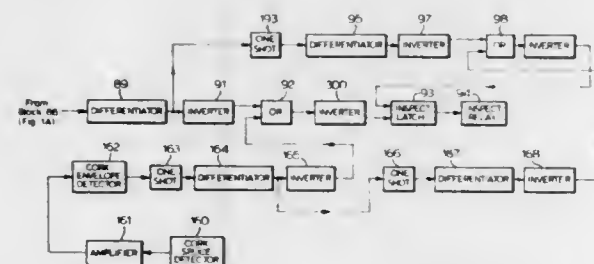 193 95 97 98
ONE SHOT DIFFERENTIATOR INVERTER OR INVERTER
89 91 92 300 93 94
From Block 86 (Fig. 1A) DIFFERENTIATOR INVERTER OR INVERTER INSPECT LATCH INSPECT RELAY
162 163 164 165 166 167 168
CORK ENVELOPE DETECTOR ONE SHOT DIFFERENTIATOR INVERTER ONE SHOT DIFFERENTIATOR INVERTER
161 160
AMPLIFIER CORK SPLICE DETECTOR